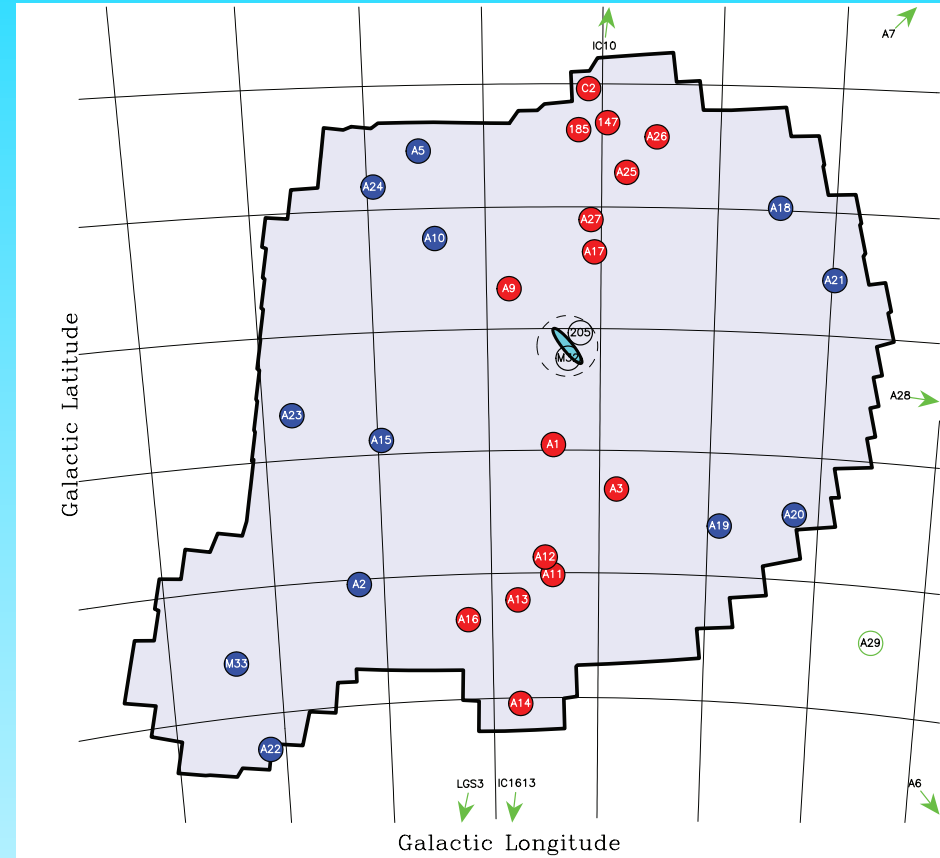 A7
IC10
C2
185
147
A26
A5
A25
A24
A18
A27
A10
A17
A21
A9
205
M32
A28
A23
A15
A1
A3
A20
A19
A12
A11
A2
A13
A16
A29
M33
A14
A22
LGS3
IC1613
A6
Galactic Latitude
Galactic Longitude